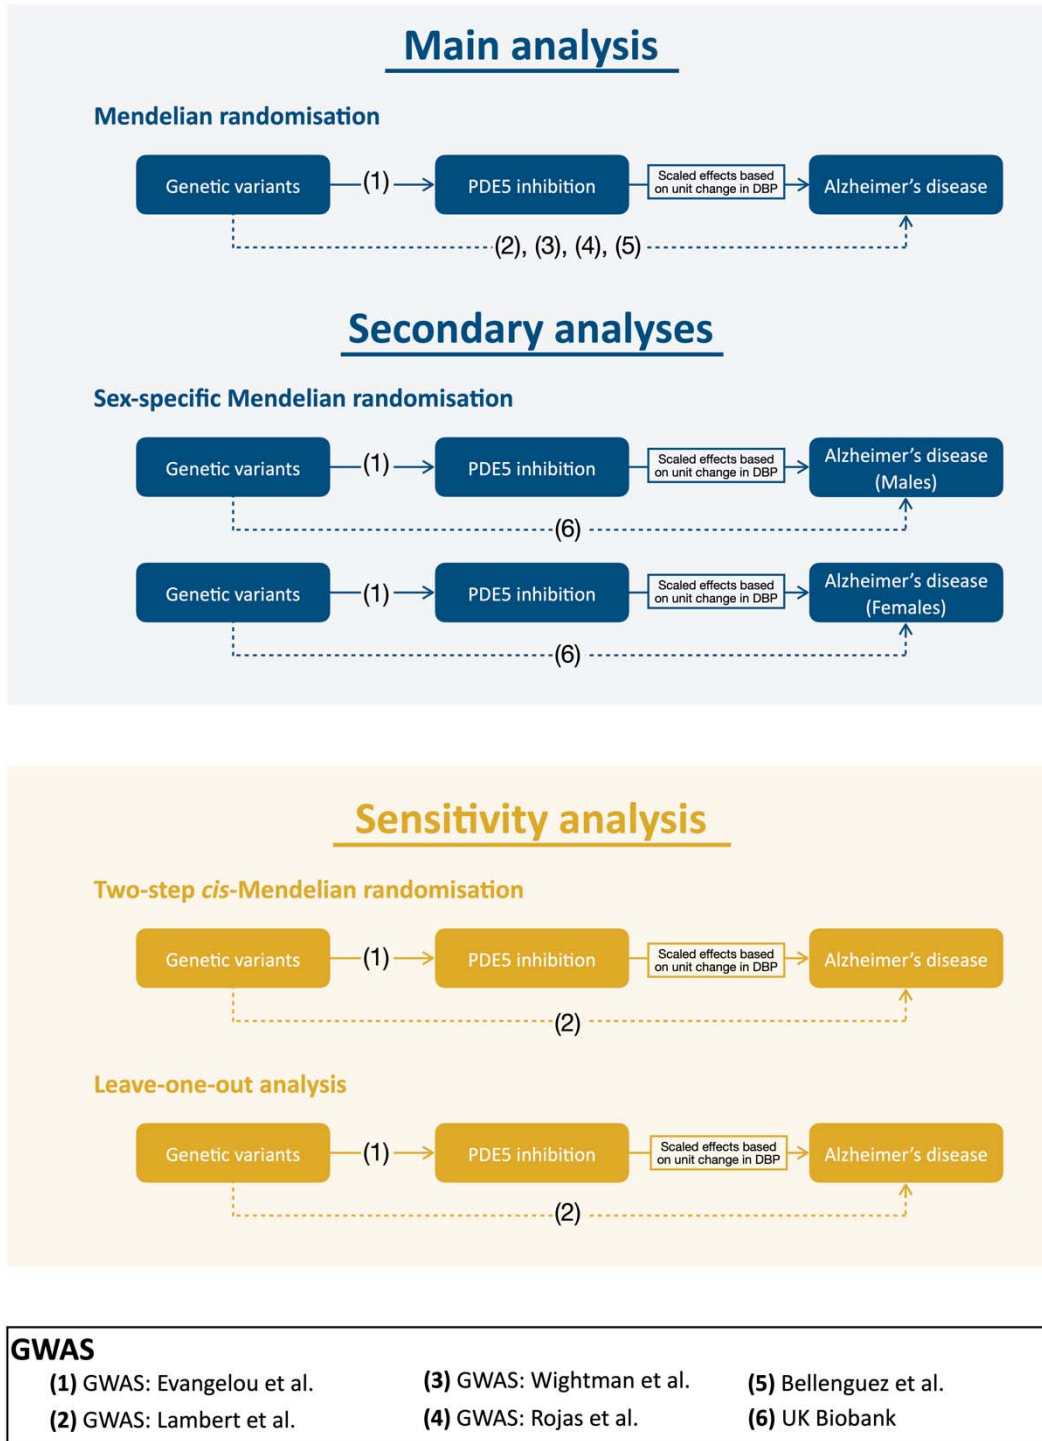 Main analysis
Mendelian randomisation
Genetic variants
(1)
PDE5 inhibition
Scaled effects based
on unit change in DBP
Alzheimer's disease
(2), (3), (4), (5)
Secondary analyses
Sex-specific Mendelian randomisation
Genetic variants
(1)
PDE5 inhibition
Scaled effects based
on unit change in DBP
Alzheimer's disease
(Males)
(6)
Genetic variants
(1)
PDE5 inhibition
Scaled effects based
on unit change in DBP
Alzheimer's disease
(Females)
(6)
Sensitivity analysis
Two-step cis-Mendelian randomisation
Genetic variants
(1)
PDE5 inhibition
Scaled effects based
on unit change in DBP
Alzheimer's disease
(2)
Leave-one-out analysis
Genetic variants
(1)
PDE5 inhibition
Scaled effects based
on unit change in DBP
Alzheimer's disease
(2)
GWAS
(1) GWAS: Evangelou et al.
(2) GWAS: Lambert et al.
(3) GWAS: Wightman et al.
(4) GWAS: Rojas et al.
(5) Bellenguez et al.
(6) UK Biobank